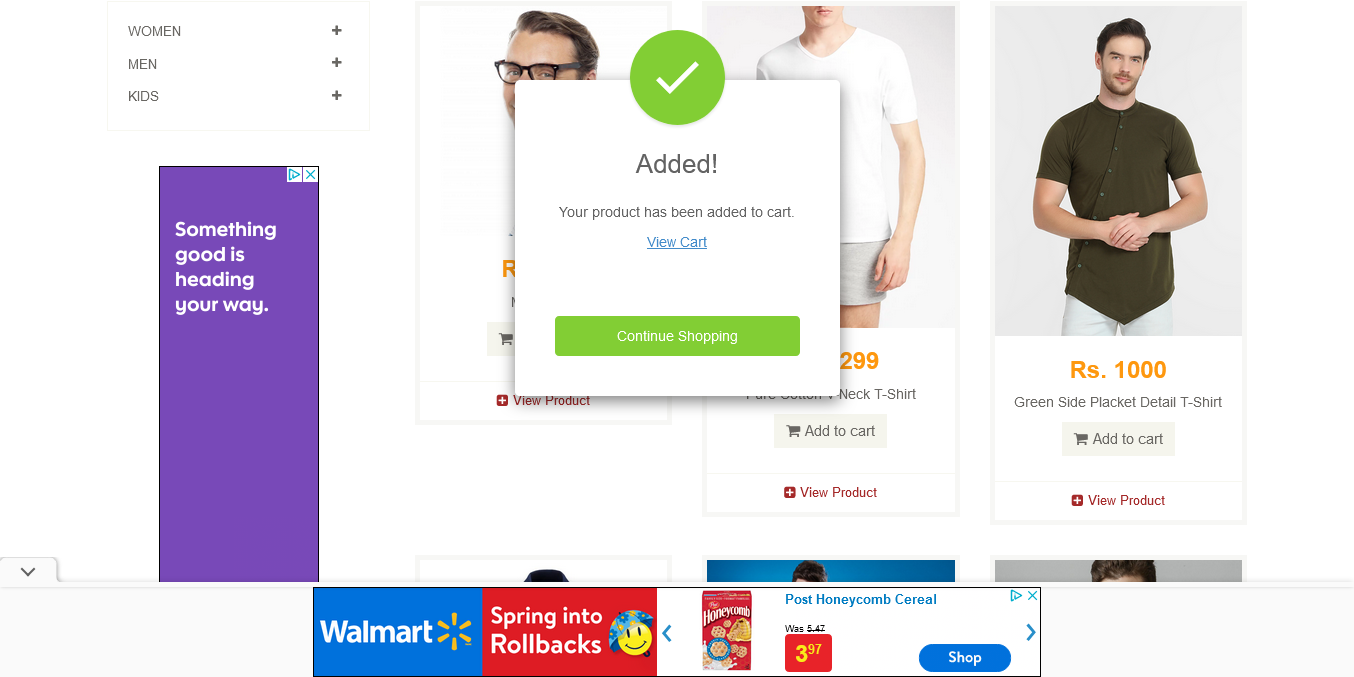 WOMEN
MEN
KIDS
Something
good is
heading
your way.
Added!
Your product has been added to cart.
View Cart
Continue Shopping
View Product
299
Pure Cotton V-Neck T-Shirt
Add to cart
View Product
Rs. 1000
Green Side Placket Detail T-Shirt
Add to cart
View Product
Walmart
Spring into
Rollbacks
Post
Honeycomb
Post Honeycomb Cereal
Was 5.47
3.97
Shop